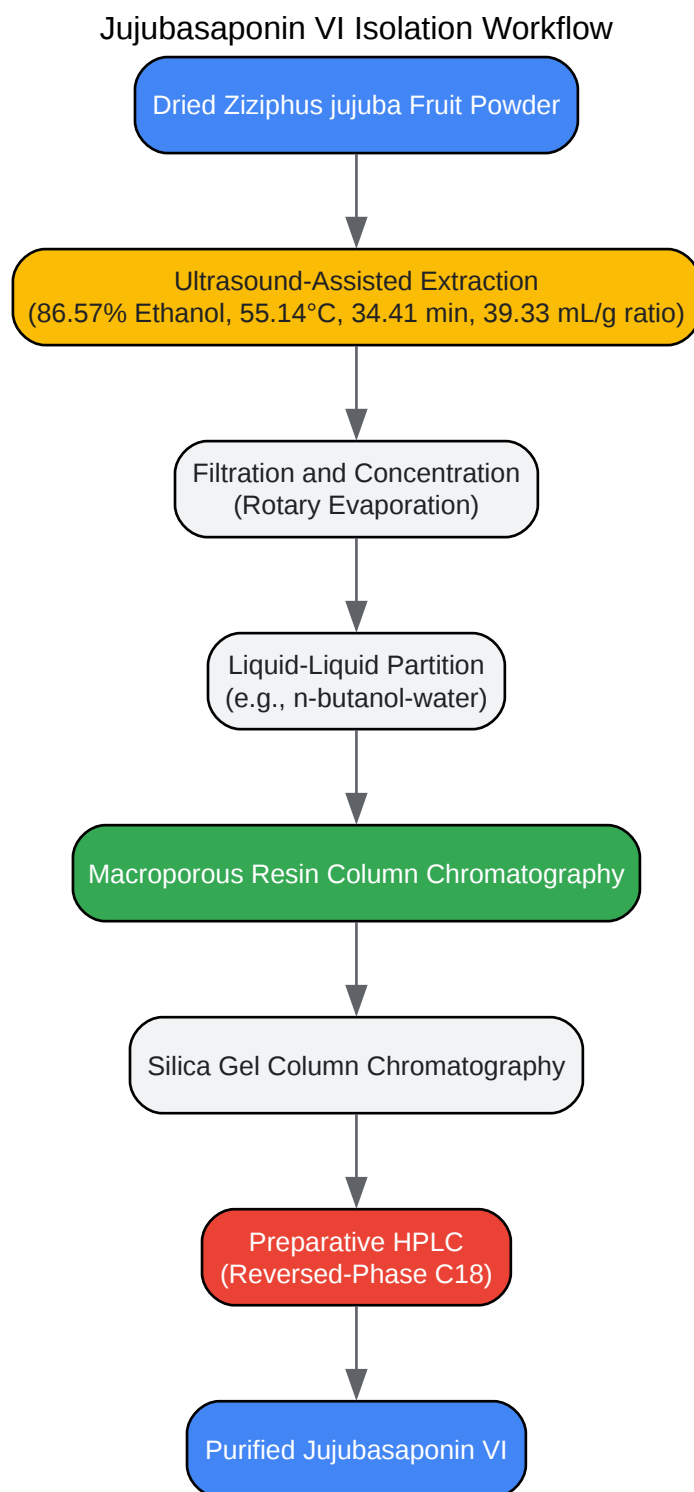 Jujubasaponin VI Isolation Workflow
Dried Ziziphus jujuba Fruit Powder
Ultrasound-Assisted Extraction
(86.57% Ethanol, 55.14°C, 34.41 min, 39.33 mL/g ratio)
Filtration and Concentration
(Rotary Evaporation)
Liquid-Liquid Partition
(e.g., n-butanol-water)
Macroporous Resin Column Chromatography
Silica Gel Column Chromatography
Preparative HPLC
(Reversed-Phase C18)
Purified Jujubasaponin VI